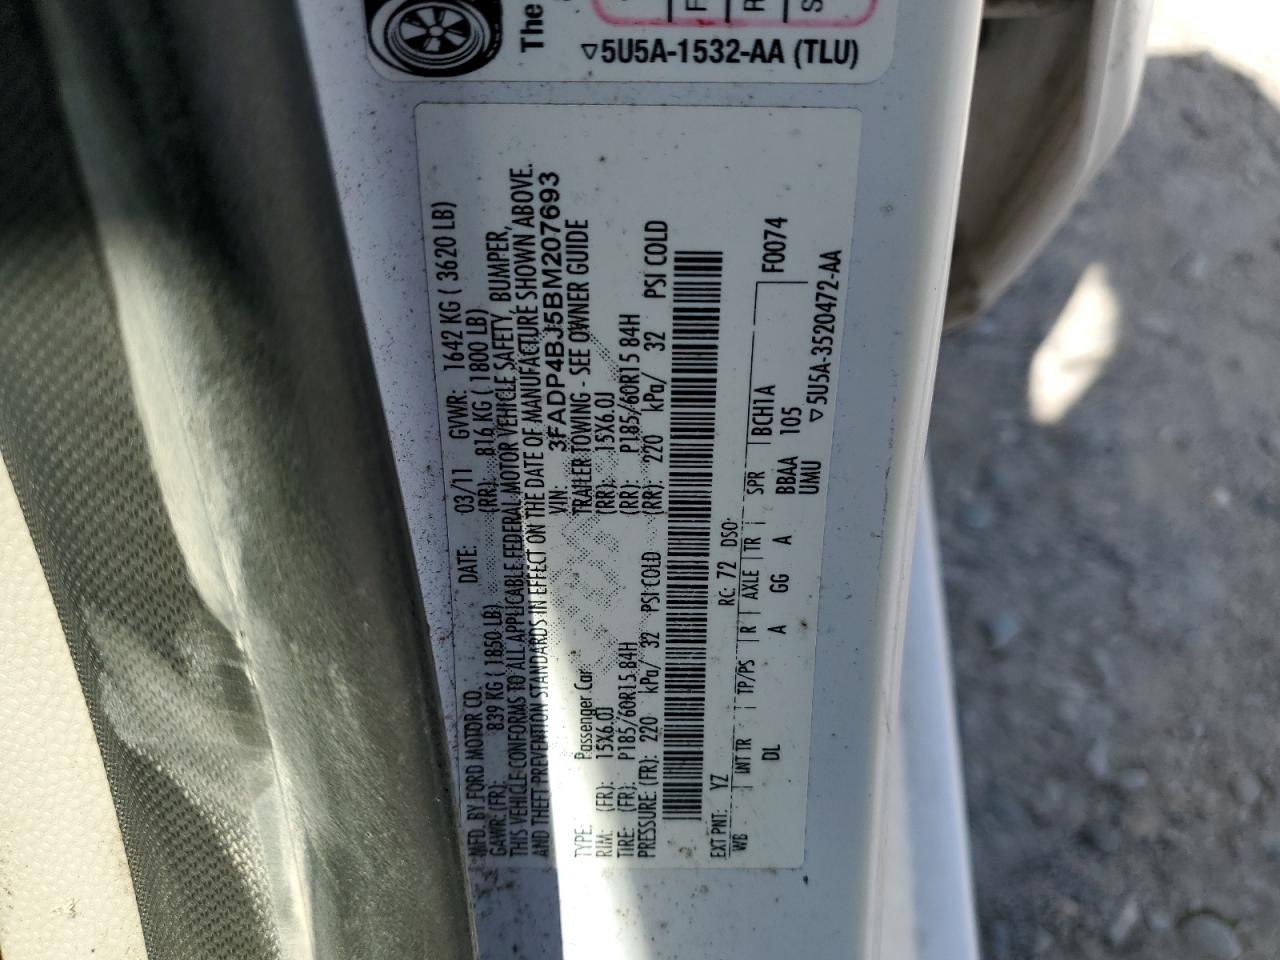 The
F
R
S
▽5U5A-1532-AA (TLU)
MFD. BY FORD MOTOR CO. DATE: 03/11 GVWR: 1642 KG ( 3620 LB)
GAWR: (FR): 839 KG ( 1850 LB) (RR): 816 KG ( 1800 LB)
THIS VEHICLE CONFORMS TO ALL APPLICABLE FEDERAL MOTOR VEHICLE SAFETY, BUMPER,
AND THEFT PREVENTION STANDARDS IN EFFECT ON THE DATE OF MANUFACTURE SHOWN ABOVE.
VIN: 3FADP4BJ5BM207693
TYPE: Passenger Car TRAILER TOWING - SEE OWNER GUIDE
RIM: (FR): 15X6.0J (RR): 15X6.0J
TIRE: (FR): P185/60R15 84H (RR): P185/60R15 84H
PRESSURE: (FR): 220 kPa/ 32 PSI COLD (RR): 220 kPa/ 32 PSI COLD
EXT PNT: YZ RC: 72 DSO:
WB INT TR TP/PS R AXLE TR SPR BCH1A F0074
DL A GG A BBAA 105
UMU ▽5U5A-3520472-AA